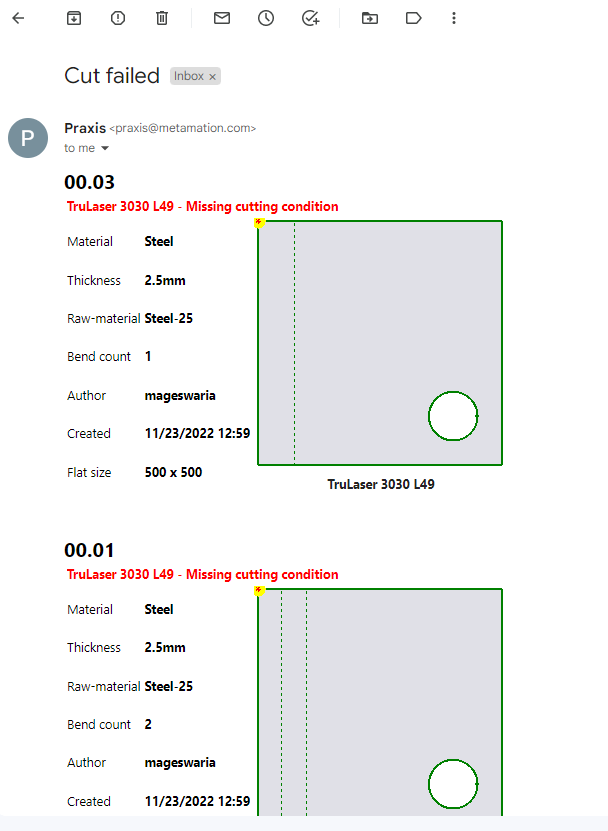 Cut failed Inbox ×
P
Praxis <praxis@metamation.com>
to me
00.03
TruLaser 3030 L49 - Missing cutting condition
Material Steel
Thickness 2.5mm
Raw-material Steel-25
Bend count 1
Author mageswaria
Created 11/23/2022 12:59
Flat size 500 x 500
TruLaser 3030 L49
00.01
TruLaser 3030 L49 - Missing cutting condition
Material Steel
Thickness 2.5mm
Raw-material Steel-25
Bend count 2
Author mageswaria
Created 11/23/2022 12:59